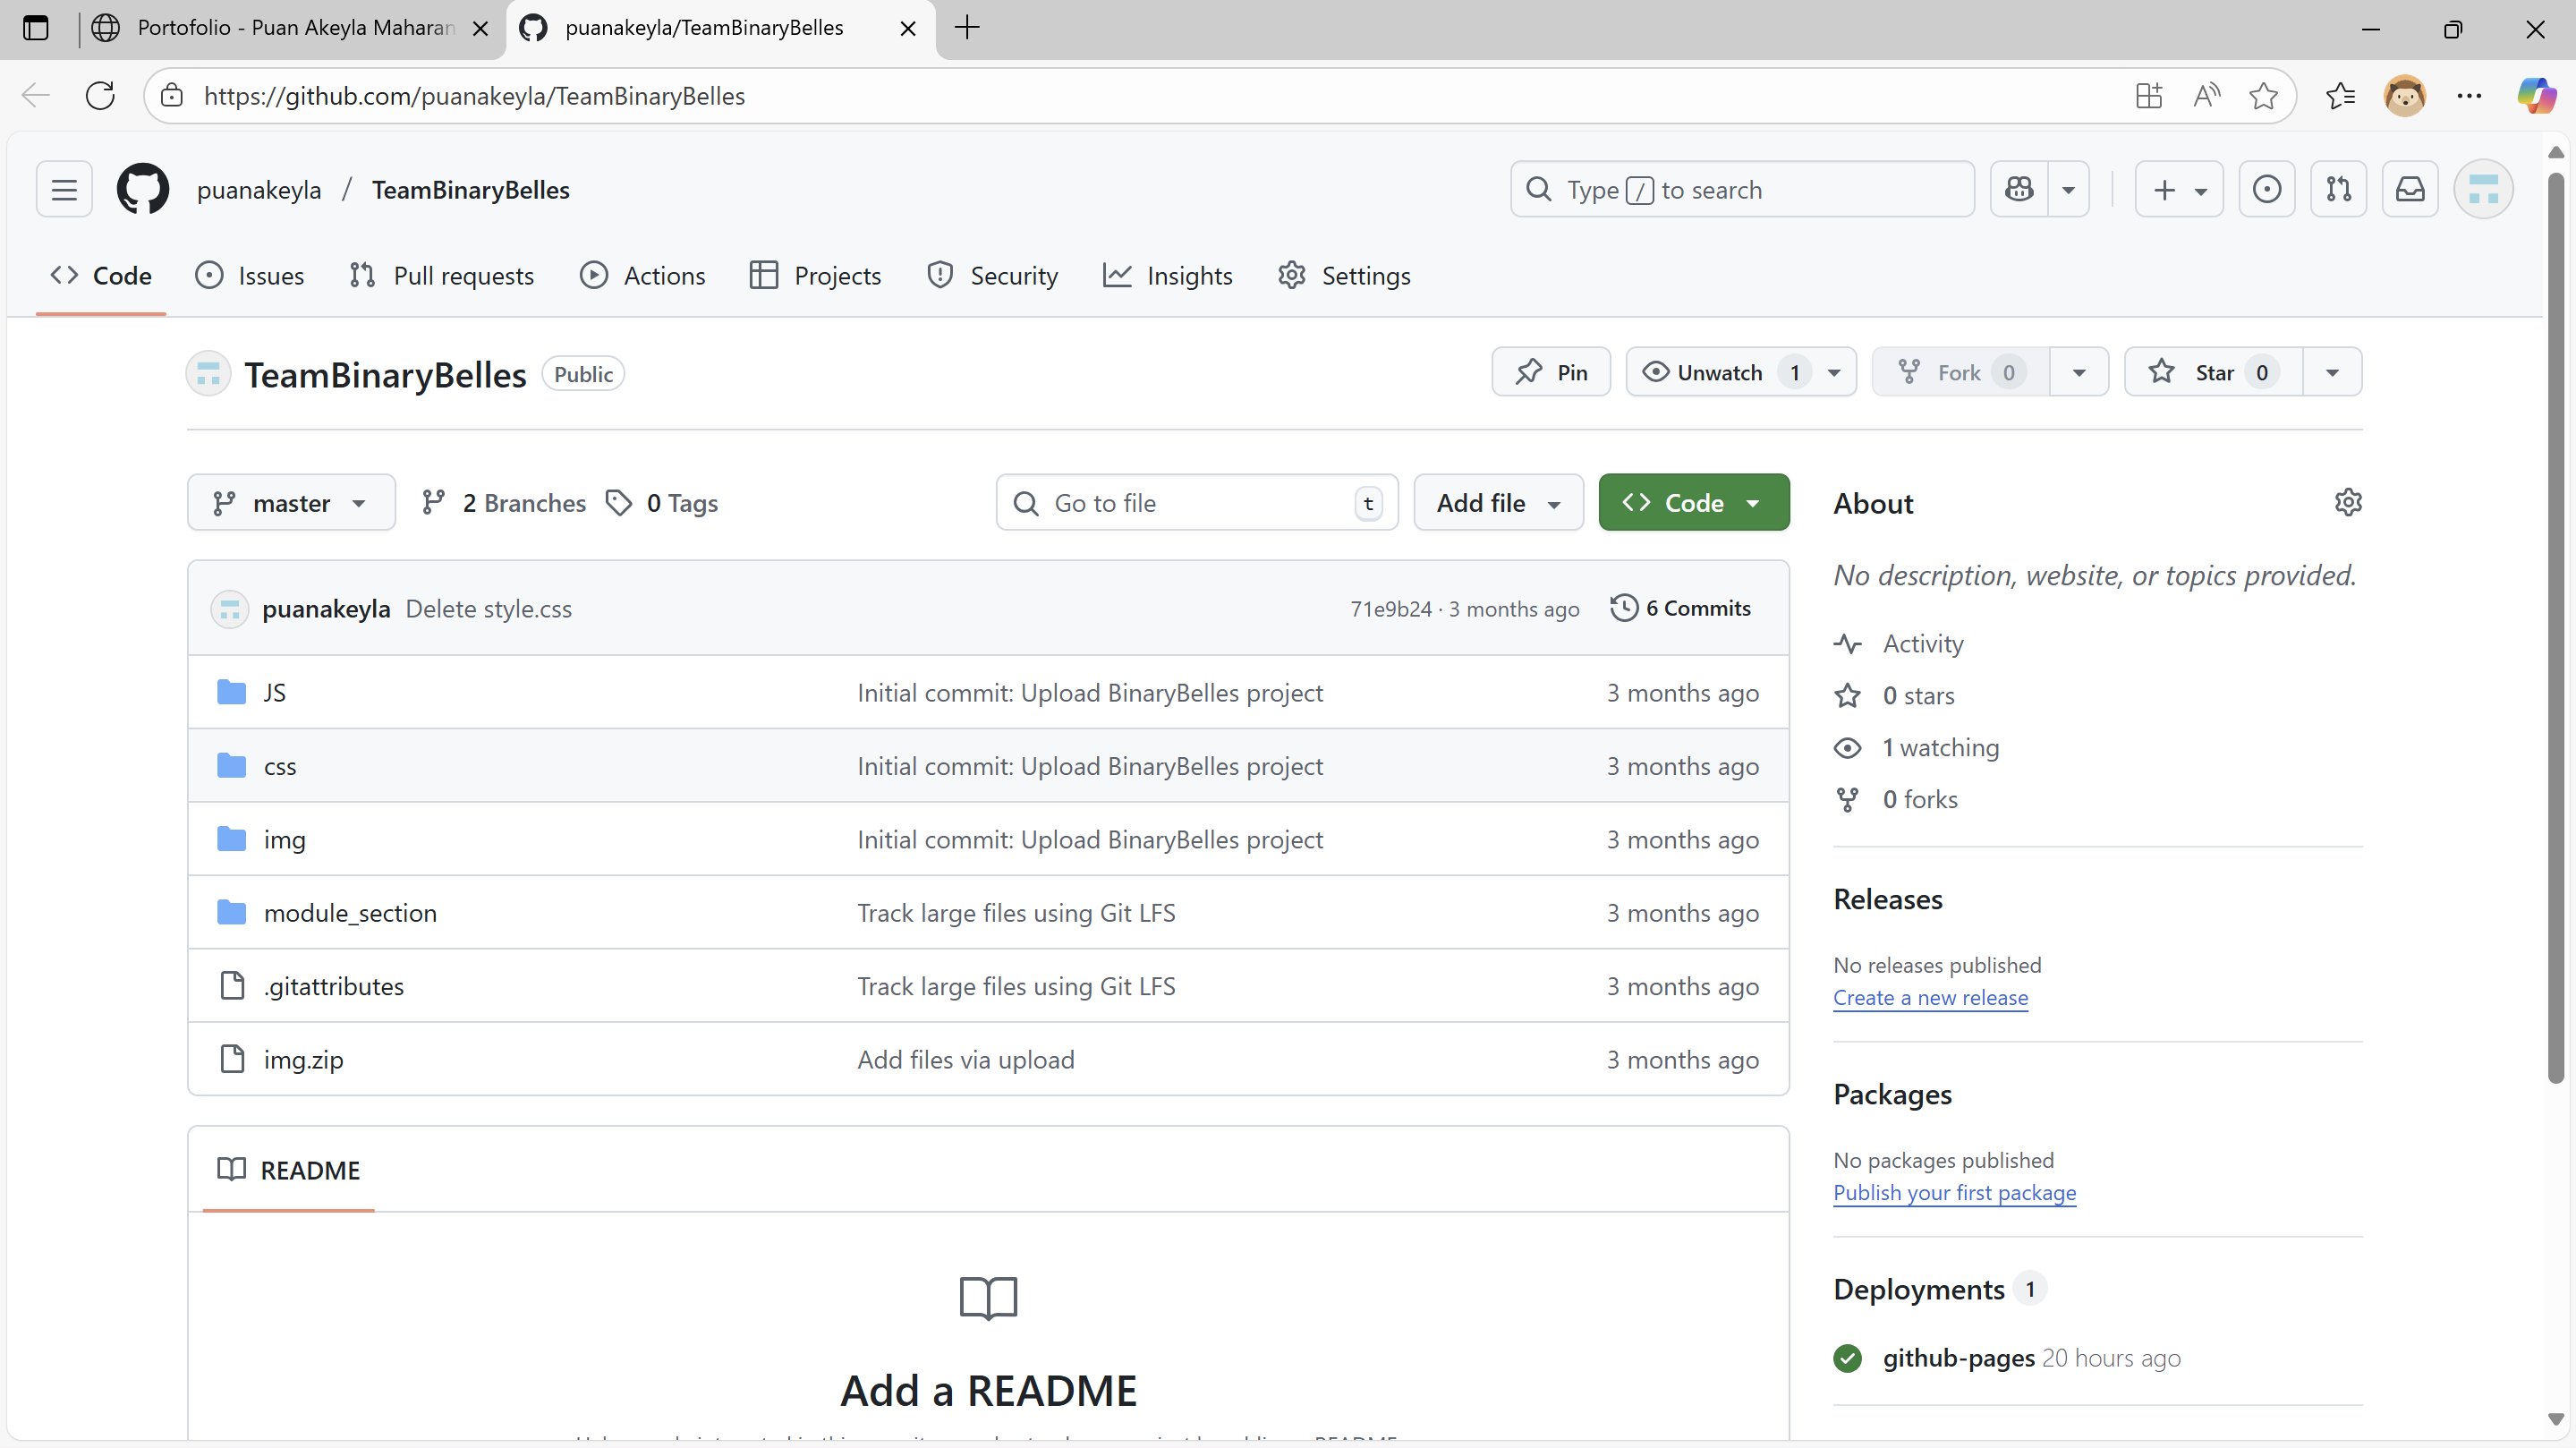 Portofolio - Puan Akeyla Maharan
puanakeyla/TeamBinaryBelles
https://github.com/puanakeyla/TeamBinaryBelles
puanakeyla / TeamBinaryBelles
Type / to search
Code Issues Pull requests Actions Projects Security Insights Settings
TeamBinaryBelles Public
Pin Unwatch 1 Fork 0 Star 0
master 2 Branches 0 Tags
Go to file t Add file Code
puanakeyla Delete style.css 71e9b24 · 3 months ago 6 Commits
JS Initial commit: Upload BinaryBelles project 3 months ago
css Initial commit: Upload BinaryBelles project 3 months ago
img Initial commit: Upload BinaryBelles project 3 months ago
module_section Track large files using Git LFS 3 months ago
.gitattributes Track large files using Git LFS 3 months ago
img.zip Add files via upload 3 months ago
README
Add a README
About
No description, website, or topics provided.
Activity
0 stars
1 watching
0 forks
Releases
No releases published
Create a new release
Packages
No packages published
Publish your first package
Deployments 1
github-pages 20 hours ago